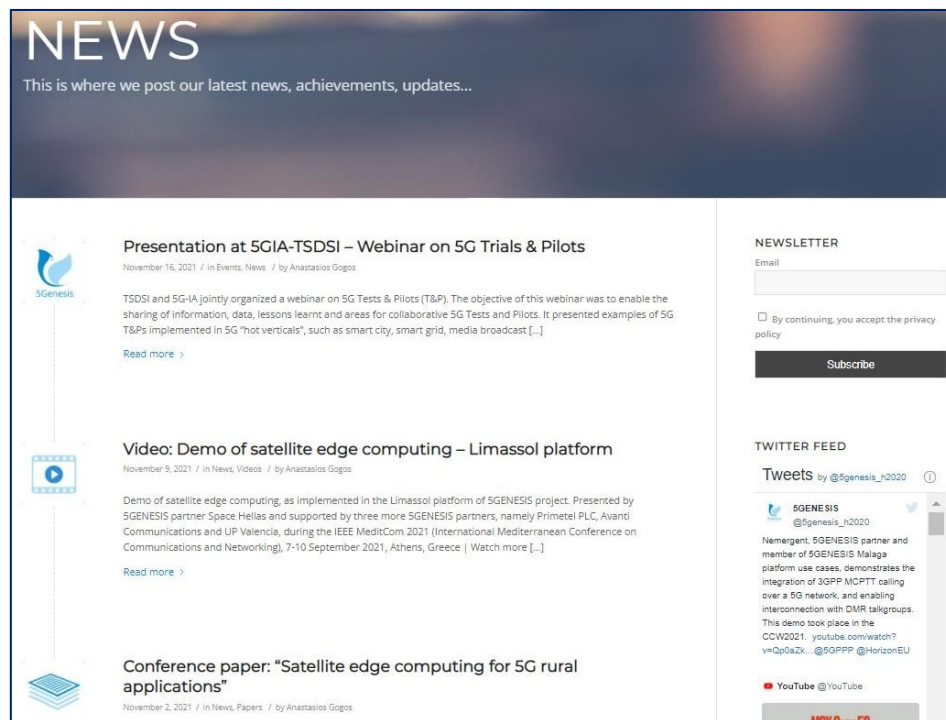 NEWS
This is where we post our latest news, achievements, updates...
5Genesis
Presentation at 5GIA-TSDSI – Webinar on 5G Trials & Pilots
November 16, 2021 / in Events, News / by Anastasios Gogos
TSDSI and 5G-IA jointly organized a webinar on 5G Tests & Pilots (T&P). The objective of this webinar was to enable the
sharing of information, data, lessons learnt and areas for collaborative 5G Tests and Pilots. It presented examples of 5G
T&Ps implemented in 5G "hot verticals", such as smart city, smart grid, media broadcast [...]
Read more >
Video: Demo of satellite edge computing – Limassol platform
November 9, 2021 / in News, Videos / by Anastasios Gogos
Demo of satellite edge computing, as implemented in the Limassol platform of 5GENESIS project. Presented by
5GENESIS partner Space Hellas and supported by three more 5GENESIS partners, namely Primetel PLC, Avanti
Communications and UP Valencia, during the IEEE MeditCom 2021 (International Mediterranean Conference on
Communications and Networking), 7-10 September 2021, Athens, Greece | Watch more [...]
Read more >
Conference paper: "Satellite edge computing for 5G rural
applications"
November 2, 2021 / in News, Papers / by Anastasios Gogos
NEWSLETTER
Email
By continuing, you accept the privacy
policy
Subscribe
TWITTER FEED
Tweets by @5genesis_h2020
5GENESIS
@5genesis_h2020
Nemergent, 5GENESIS partner and
member of 5GENESIS Malaga
platform use cases, demonstrates the
integration of 3GPP MCPTT calling
over a 5G network, and enabling
interconnection with DMR talkgroups.
This demo took place in the
CCW2021. youtube.com/watch?
v=Qp0aZk... @5GPPP @HorizonEU
YouTube @YouTube